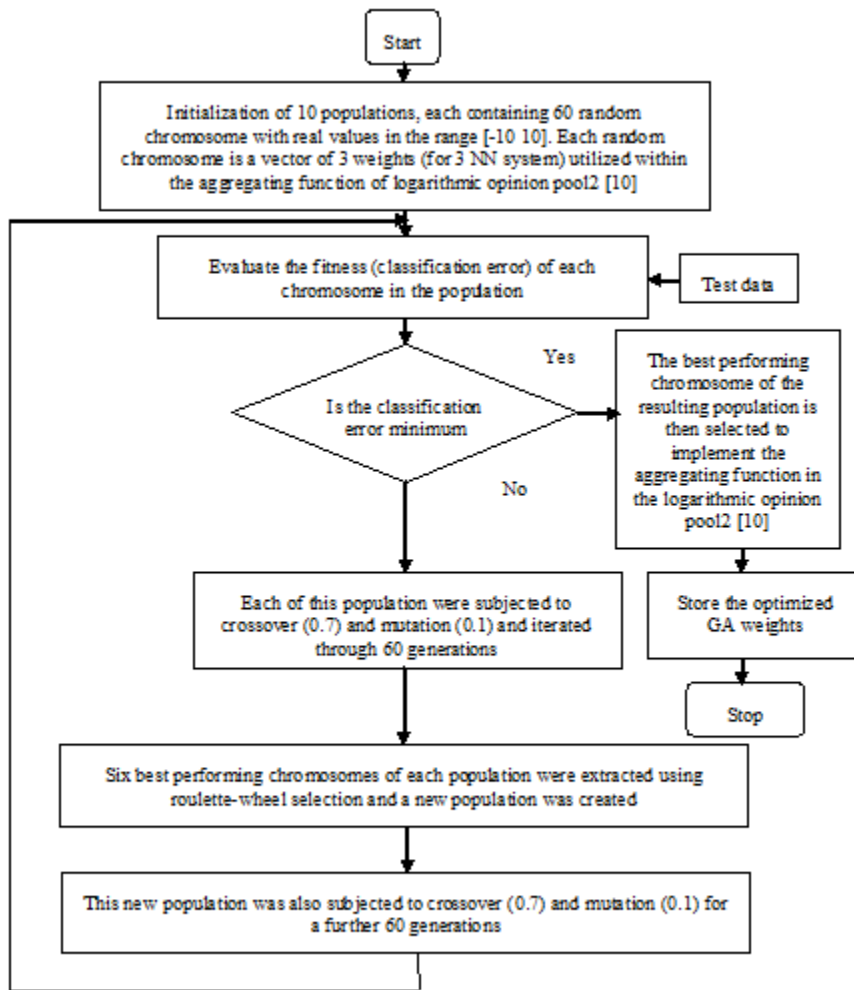 Start
Initialization of 10 populations, each containing 60 random
chromosome with real values in the range [-10 10]. Each random
chromosome is a vector of 3 weights (for 3 NN system) utilized within
the aggregating function of logarithmic opinion pool2 [10]
Evaluate the fitness (classification error) of each
chromosome in the population
Test data
Is the classification
error minimum
Yes
The best performing
chromosome of the
resulting population is
then selected to
implement the
aggregating function in
the logarithmic opinion
pool2 [10]
No
Each of this population were subjected to
crossover (0.7) and mutation (0.1) and iterated
through 60 generations
Store the optimized
GA weights
Stop
Six best performing chromosomes of each population were extracted using
roulette-wheel selection and a new population was created
This new population was also subjected to crossover (0.7) and mutation (0.1) for
a further 60 generations